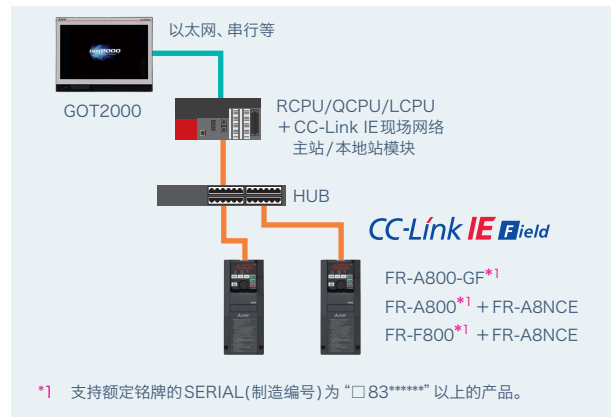 以太网、串行等
GOT2000
GOT2000
RCPU/QCPU/LCPU
＋CC-Link IE现场网络
主站/本地站模块
HUB
CC-Link IE Field
FR-A800-GF*1
FR-A800*1＋FR-A8NCE
FR-F800*1＋FR-A8NCE
*1 支持额定铭牌的SERIAL(制造编号)为“□83******”以上的产品。